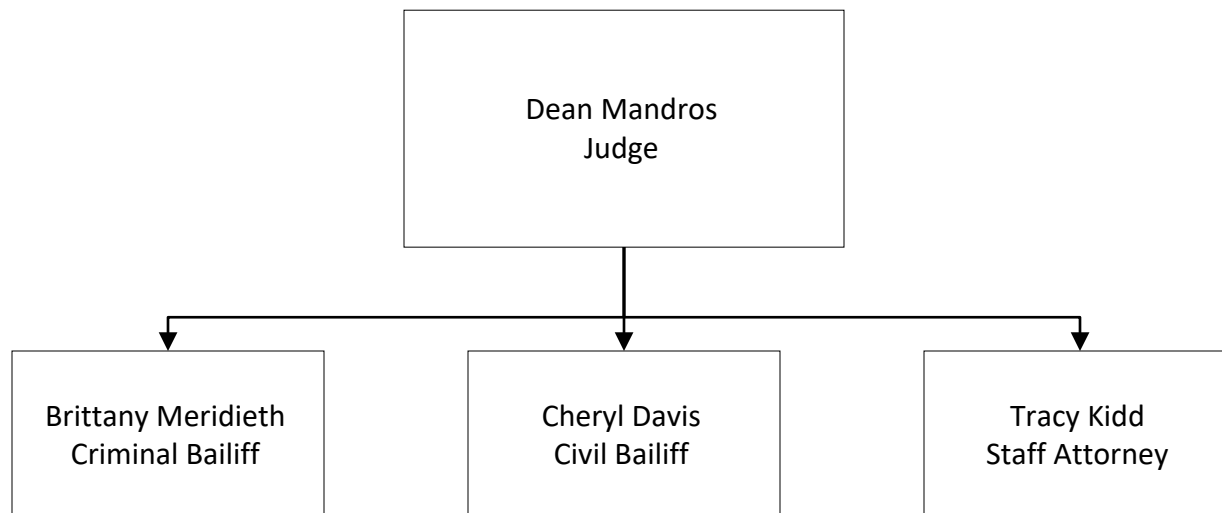 Dean Mandros
Judge
Brittany Meridieth
Criminal Bailiff
Cheryl Davis
Civil Bailiff
Tracy Kidd
Staff Attorney